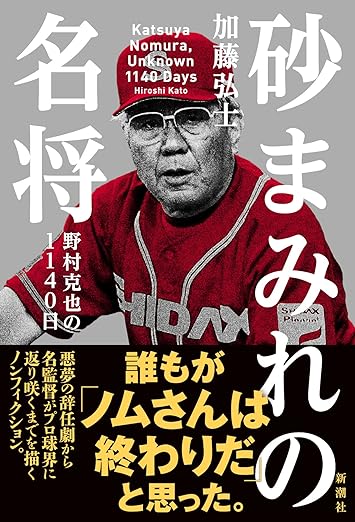 砂まみれの
名将
野村克也の
1140日
加藤弘士
Katsuya
Nomura,
Unknown
1140 Days
Hiroshi Kato
S
SHIDAX
SHIDAX
誰もが
「ノムさんは
終わりだ」
と思った。
悪夢の辞任劇から
名監督がプロ球界に
返り咲くまでを描く
ノンフィクション。
新潮社